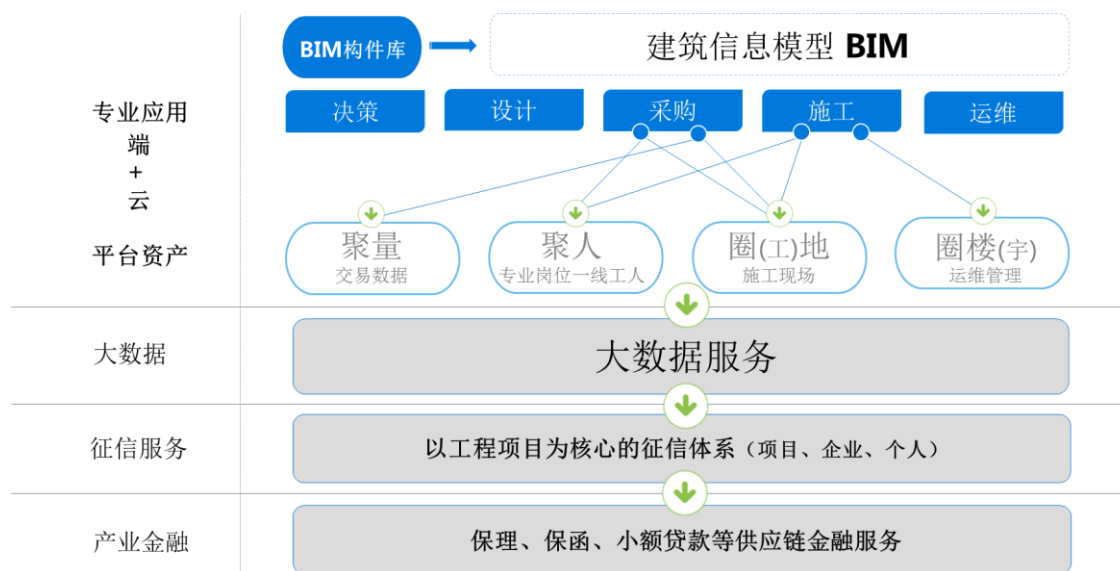 BIM构件库
建筑信息模型 BIM
专业应用
端
+
云
决策
设计
采购
施工
运维
平台资产
聚量
交易数据
聚人
专业岗位一线工人
圈(工)地
施工现场
圈楼(宇)
运维管理
大数据
大数据服务
征信服务
以工程项目为核心的征信体系（项目、企业、个人）
产业金融
保理、保函、小额贷款等供应链金融服务